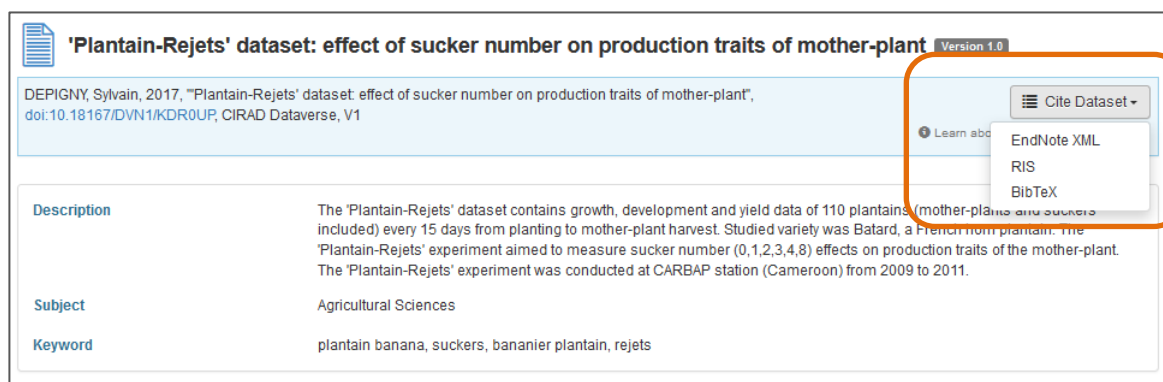 'Plantain-Rejets' dataset: effect of sucker number on production traits of mother-plant Version 1.0
DEPIGNY, Sylvain, 2017, "'Plantain-Rejets' dataset: effect of sucker number on production traits of mother-plant",
doi:10.18167/DVN1/KDR0UP, CIRAD Dataverse, V1
Cite Dataset
Learn abo
EndNote XML
RIS
BibTeX
Description
The 'Plantain-Rejets' dataset contains growth, development and yield data of 110 plantains (mother-plants and suckers
included) every 15 days from planting to mother-plant harvest. Studied variety was Batard, a French horn plantain. The
'Plantain-Rejets' experiment aimed to measure sucker number (0,1,2,3,4,8) effects on production traits of the mother-plant.
The 'Plantain-Rejets' experiment was conducted at CARBAP station (Cameroon) from 2009 to 2011.
Subject
Agricultural Sciences
Keyword
plantain banana, suckers, bananier plantain, rejets